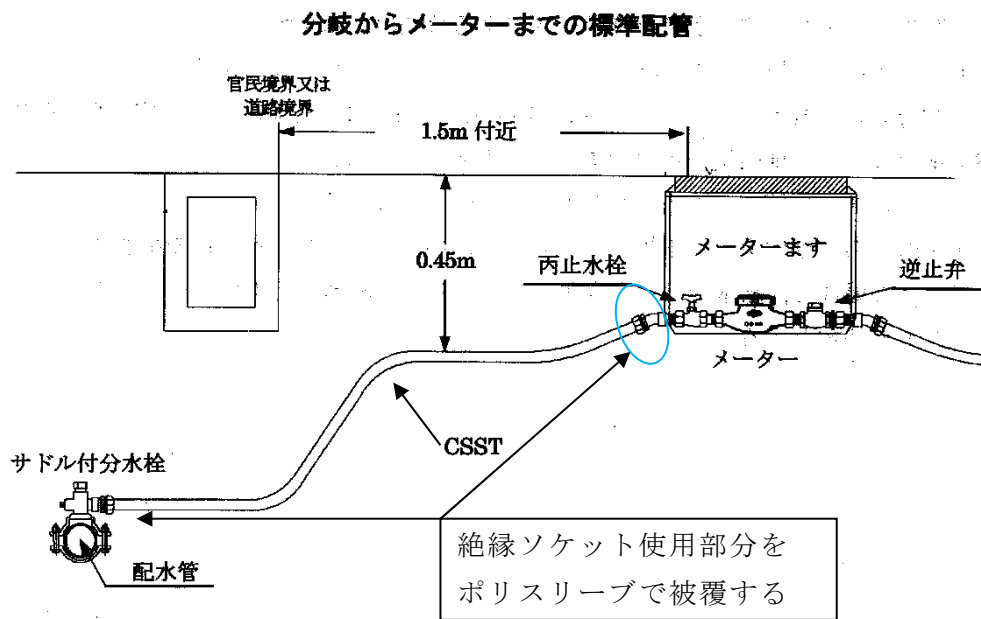 分岐からメーターまでの標準配管
官民境界又は
道路境界
1.5m 付近
0.45m
丙止水栓
メーターます
逆止弁
メーター
CSST
サドル付分水栓
配水管
絶縁ソケット使用部分を
ポリスリーブで被覆する